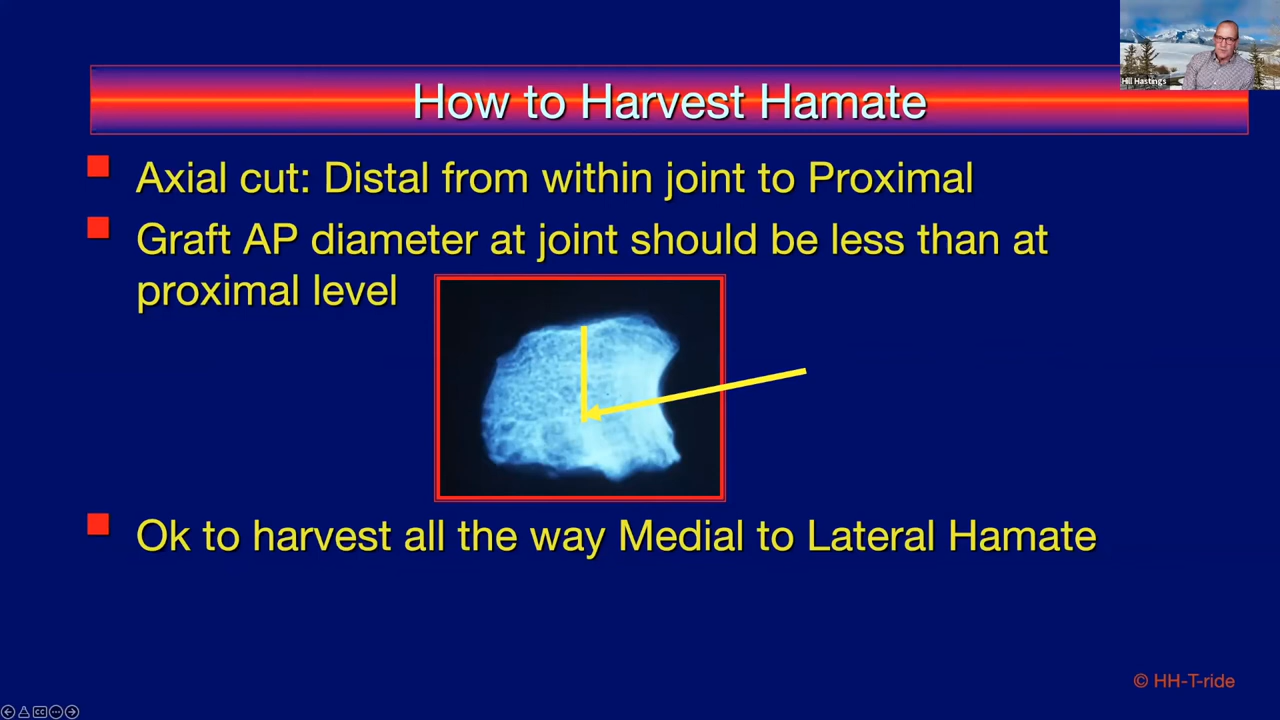 Hill Hastings
How to Harvest Hamate
Axial cut: Distal from within joint to Proximal
Graft AP diameter at joint should be less than at
proximal level
Ok to harvest all the way Medial to Lateral Hamate
© HH-T-ride
CC